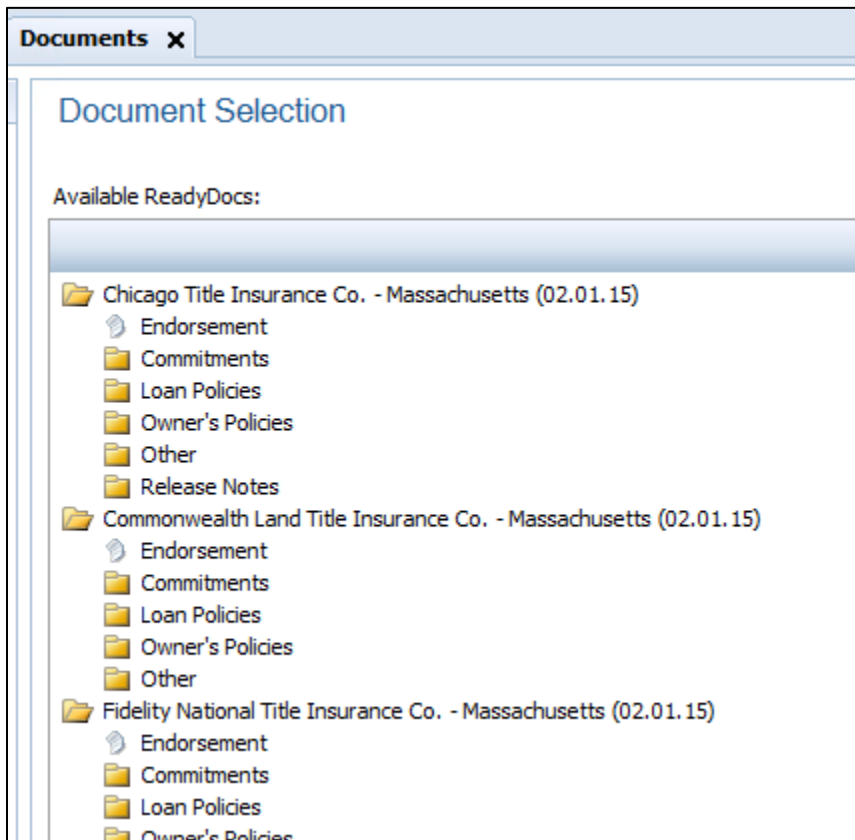 Documents
Document Selection
Available ReadyDocs:
Chicago Title Insurance Co. - Massachusetts (02.01.15)
Endorsement
Commitments
Loan Policies
Owner's Policies
Other
Release Notes
Commonwealth Land Title Insurance Co. - Massachusetts (02.01.15)
Endorsement
Commitments
Loan Policies
Owner's Policies
Other
Fidelity National Title Insurance Co. - Massachusetts (02.01.15)
Endorsement
Commitments
Loan Policies
Owner's Policies